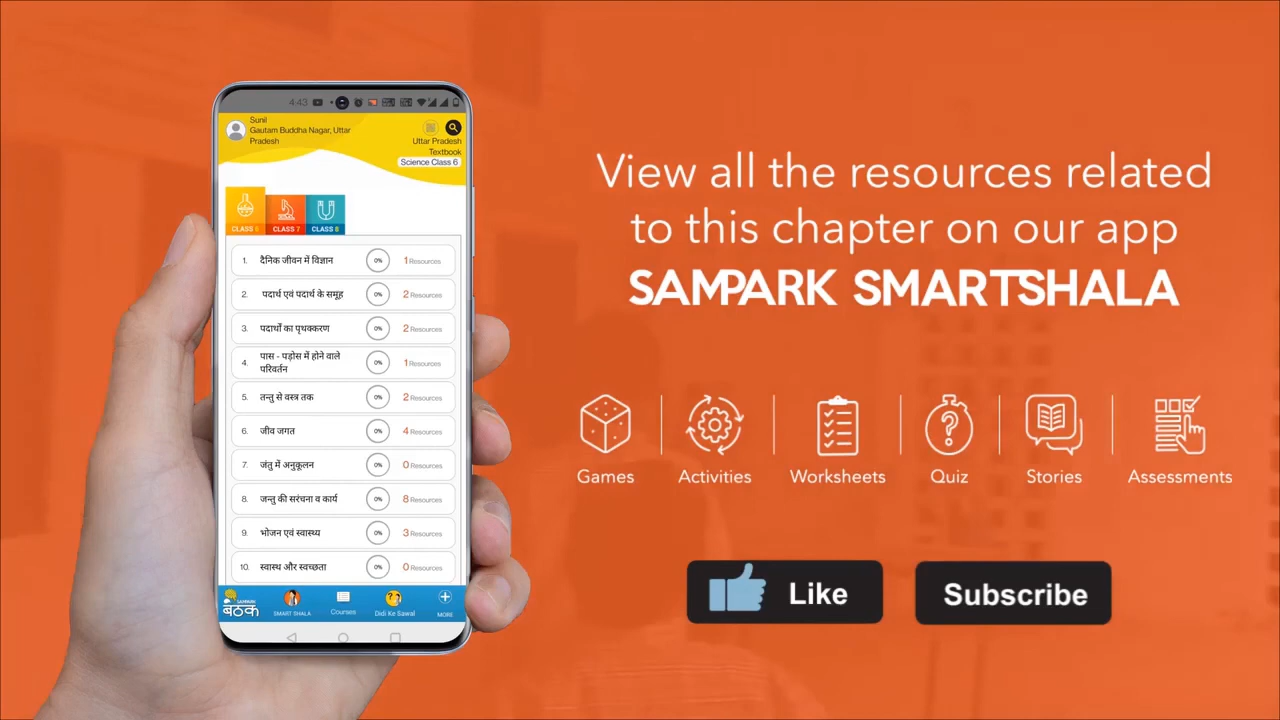 4:43
Sunil
Gautam Buddha Nagar, Uttar
Pradesh
Uttar Pradesh
Textbook
Science Class 6
CLASS 6
CLASS 7
CLASS 8
1. दैनिक जीवन में विज्ञान 0% 1 Resources
2. पदार्थ एवं पदार्थ के समूह 0% 2 Resources
3. पदार्थों का पृथक्करण 0% 2 Resources
4. पास - पड़ोस में होने वाले
परिवर्तन 0% 1 Resources
5. तन्तु से वस्त्र तक 0% 2 Resources
6. जीव जगत 0% 4 Resources
7. जंतु में अनुकूलन 0% 0 Resources
8. जन्तु की सरंचना व कार्य 0% 8 Resources
9. भोजन एवं स्वास्थ्य 0% 3 Resources
10. स्वास्थ और स्वच्छता 0% 0 Resources
SAMPARK
बैठक
SMART SHALA
Courses
Didi Ke Sawal
MORE
View all the resources related
to this chapter on our app
SAMPARK SMARTSHALA
Games
Activities
Worksheets
Quiz
Stories
Assessments
Like
Subscribe